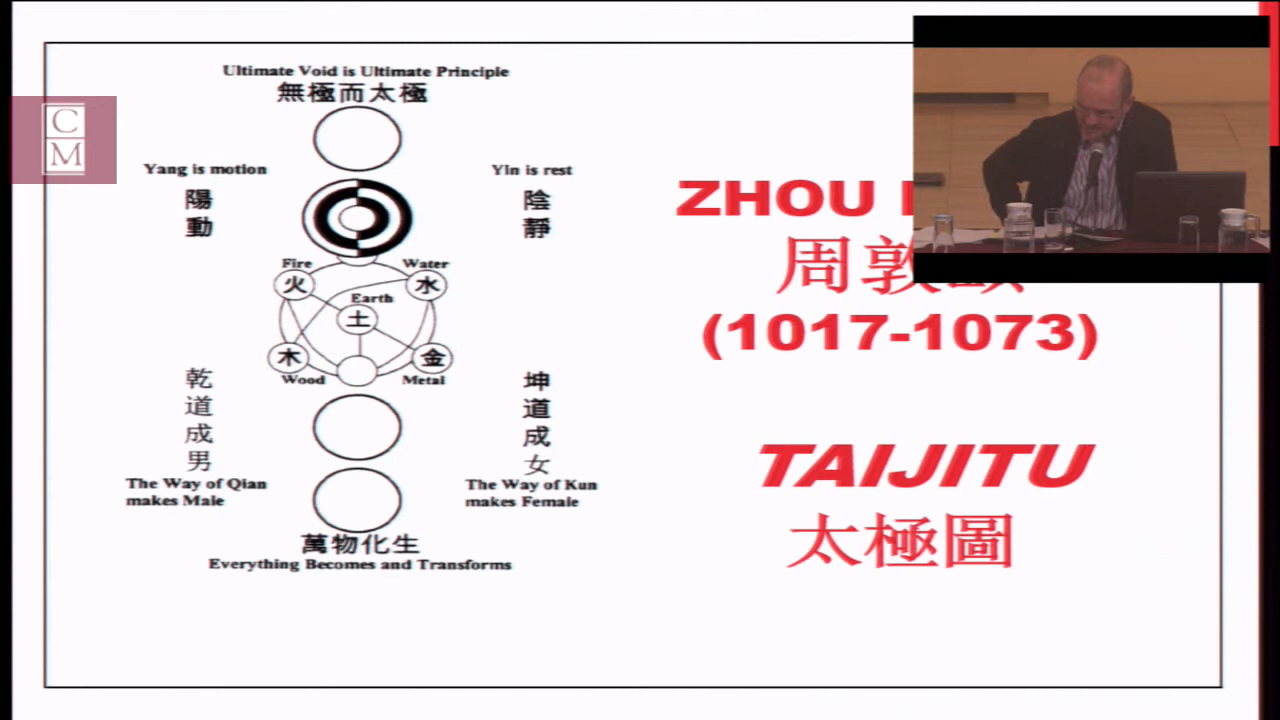 Ultimate Void is Ultimate Principle
無極而太極
C
M
Yang is motion
陽
動
Yin is rest
陰
靜
Fire
火
Water
水
Earth
土
木
Wood
金
Metal
乾
道
成
男
The Way of Qian
makes Male
坤
道
成
女
The Way of Kun
makes Female
萬物化生
Everything Becomes and Transforms
ZHOU
周敦
(1017-1073)
TAIJITU
太極圖